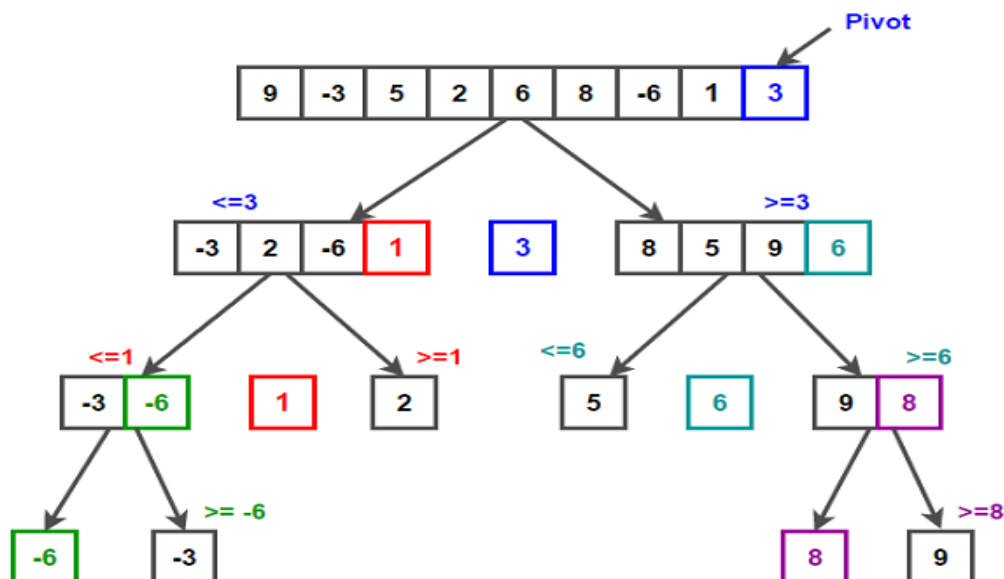 Pivot
9 -3 5 2 6 8 -6 1 3
<=3 >=3
-3 2 -6 1 3 8 5 9 6
<=1 >=1 <=6 >=6
-3 -6 1 2 5 6 9 8
>= -6 >=8
-6 -3 8 9